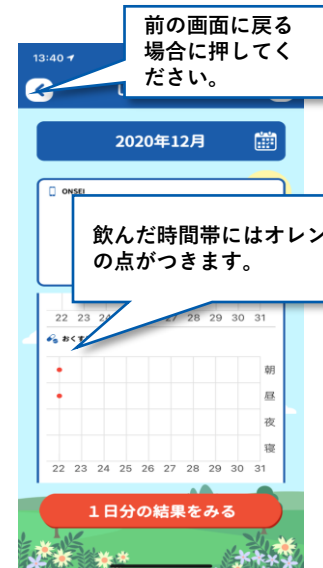 前の画面に戻る
場合に押してく
ださい。
13:40
2020年12月
ONSEI
飲んだ時間帯にはオレン
の点がつきます。
22 23 24 27 28 29 30 31
おくす
朝
昼
夜
寝
22 23 24 25 26 27 28 29 30 31
1日分の結果をみる